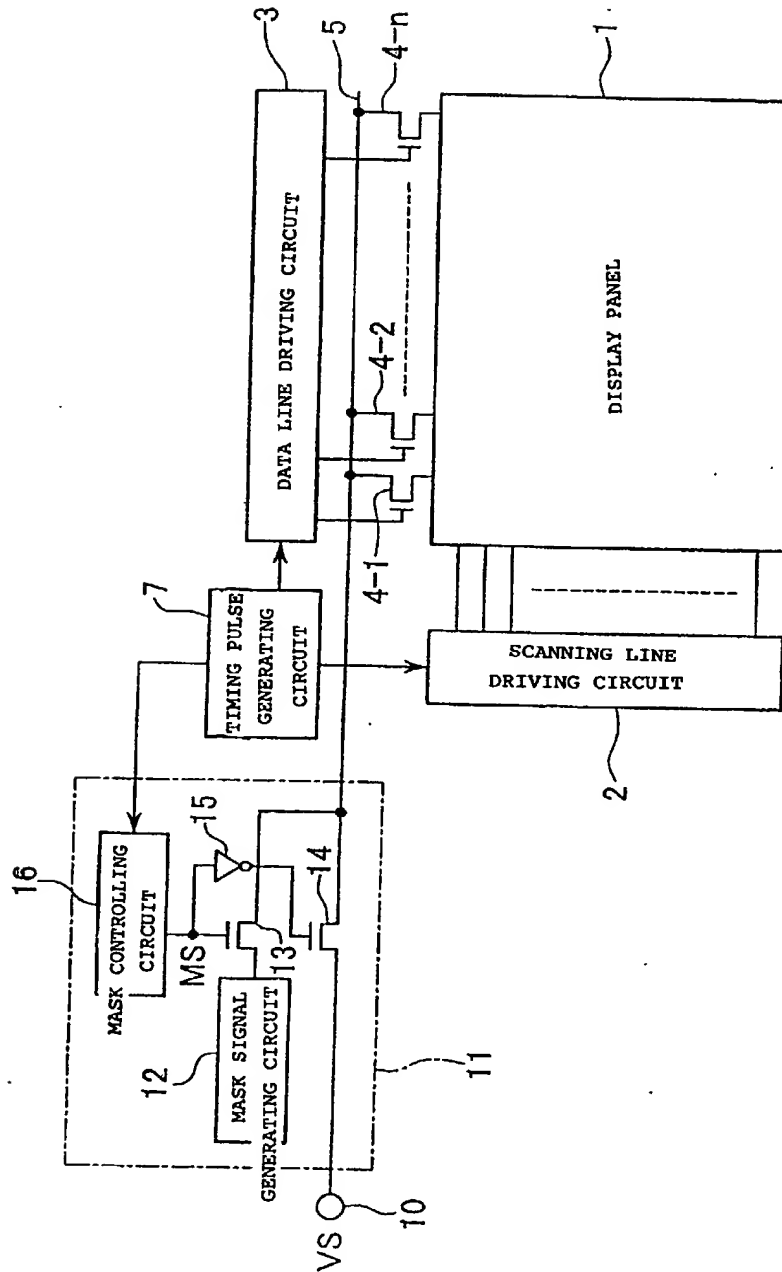 16
MASK CONTROLLING
CIRCUIT
MS
15
12
MASK SIGNAL
GENERATING CIRCUIT
13
14
11
VS
10
7
TIMING PULSE
GENERATING
CIRCUIT
3
DATA LINE DRIVING CIRCUIT
5
4-1
4-2
4-n
SCANNING LINE
DRIVING CIRCUIT
2
DISPLAY PANEL
1